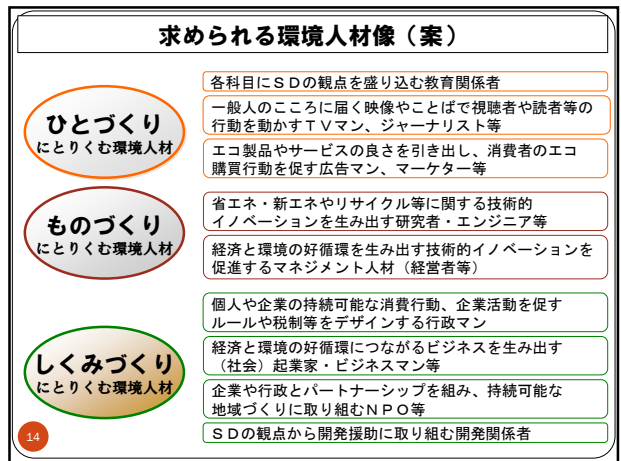 求められる環境人材像（案）
ひとづくり
にとりくむ環境人材
各科目にＳＤの観点を盛り込む教育関係者
一般人のこころに届く映像やことばで視聴者や読者等の
行動を動かすＴＶマン、ジャーナリスト等
エコ製品やサービスの良さを引き出し、消費者のエコ
購買行動を促す広告マン、マーケター等
ものづくり
にとりくむ環境人材
省エネ・新エネやリサイクル等に関する技術的
イノベーションを生み出す研究者・エンジニア等
経済と環境の好循環を生み出す技術的イノベーションを
促進するマネジメント人材（経営者等）
しくみづくり
にとりくむ環境人材
個人や企業の持続可能な消費行動、企業活動を促す
ルールや税制等をデザインする行政マン
経済と環境の好循環につながるビジネスを生み出す
（社会）起業家・ビジネスマン等
企業や行政とパートナーシップを組み、持続可能な
地域づくりに取り組むＮＰＯ等
ＳＤの観点から開発援助に取り組む開発関係者
14